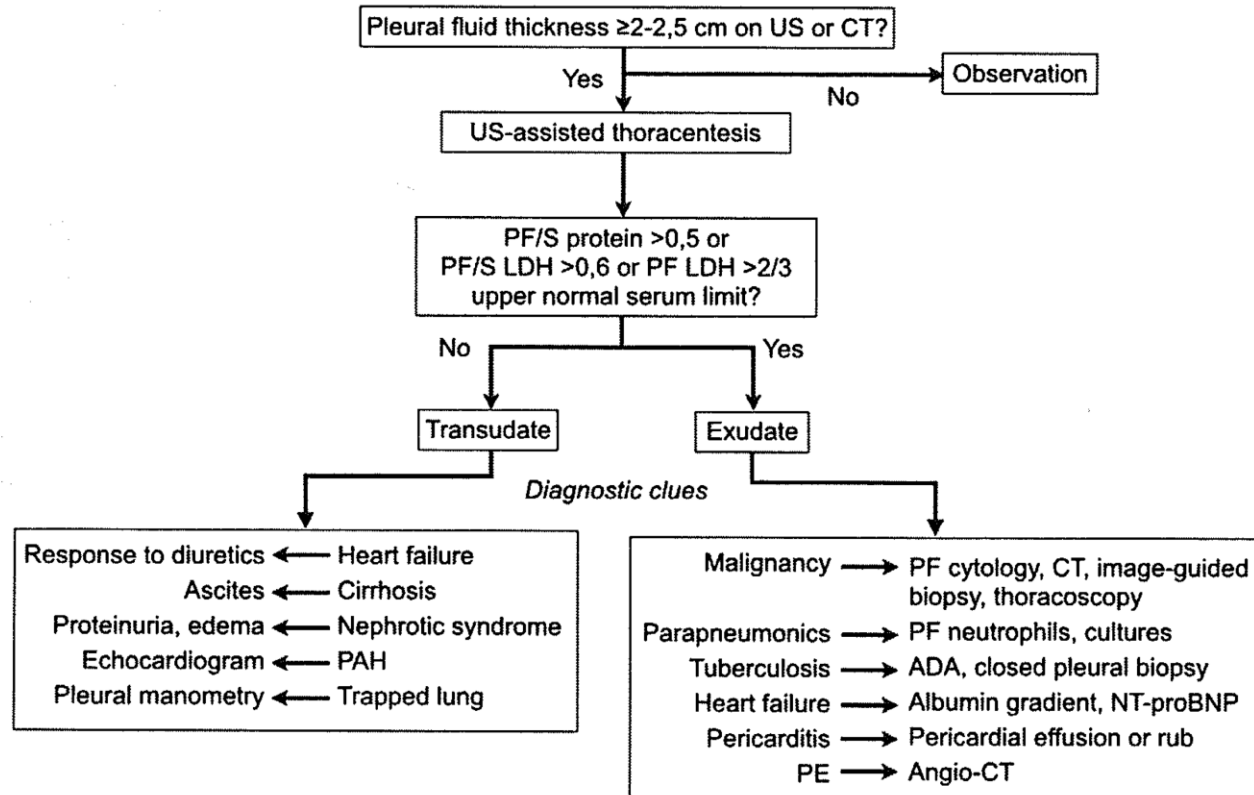 Pleural fluid thickness ≥2-2,5 cm on US or CT?
Yes
No
Observation
US-assisted thoracentesis
PF/S protein >0,5 or
PF/S LDH >0,6 or PF LDH >2/3
upper normal serum limit?
No
Yes
Transudate
Exudate
Diagnostic clues
Response to diuretics
Heart failure
Ascites
Cirrhosis
Proteinuria, edema
Nephrotic syndrome
Echocardiogram
PAH
Pleural manometry
Trapped lung
Malignancy
PF cytology, CT, image-guided
biopsy, thoracoscopy
Parapneumonics
PF neutrophils, cultures
Tuberculosis
ADA, closed pleural biopsy
Heart failure
Albumin gradient, NT-proBNP
Pericarditis
Pericardial effusion or rub
PE
Angio-CT